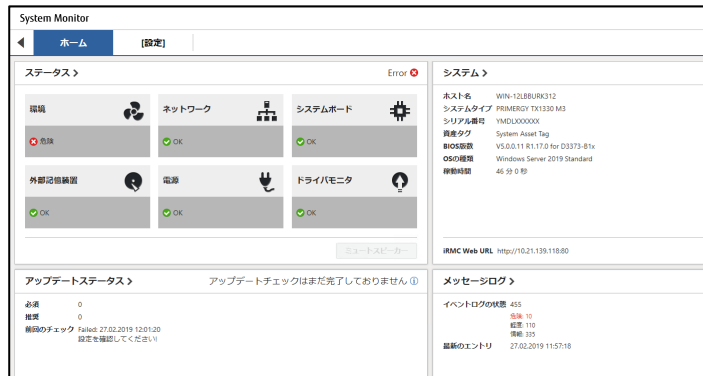 System Monitor
ホーム
[設定]
ステータス
Error
環境
ネットワーク
システムボード
危険
OK
OK
外部記憶装置
電源
ドライバモニタ
OK
OK
OK
ミュートスピーカー
システム
ホスト名 WIN-12LBBURK312
システムタイプ PRIMERGY TX1330 M3
シリアル番号 YMDLXXXXXX
資産タグ System Asset Tag
BIOS版数 V5.0.0.11 R1.17.0 for D3373-B1x
OSの種類 Windows Server 2019 Standard
稼動時間 46 分 0 秒
iRMC Web URL http://10.21.139.118:80
アップデートステータス
アップデートチェックはまだ完了しておりません
必須 0
推奨 0
前回のチェック Failed: 27.02.2019 12:01:20
設定を確認してください!
メッセージログ
イベントログの状態 455
危険: 10
軽度: 110
情報: 335
最新のエントリ 27.02.2019 11:57:18